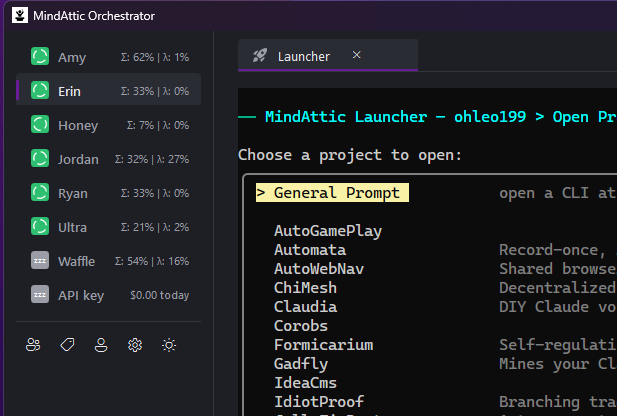 MindAttic Orchestrator
Amy Σ: 62% | λ: 1%
Erin Σ: 33% | λ: 0%
Honey Σ: 7% | λ: 0%
Jordan Σ: 32% | λ: 27%
Ryan Σ: 33% | λ: 0%
Ultra Σ: 21% | λ: 2%
zzz Waffle Σ: 54% | λ: 16%
zzz API key $0.00 today
Launcher ×
— MindAttic Launcher — ohleo199 > Open Pr
Choose a project to open:
> General Prompt open a CLI at
AutoGamePlay
Automata Record-once,
AutoWebNav Shared browse
ChiMesh Decentralized
Claudia DIY Claude vo
Corobs
Formicarium Self-regulati
Gadfly Mines your Cl
IdeaCms
IdiotProof Branching tra